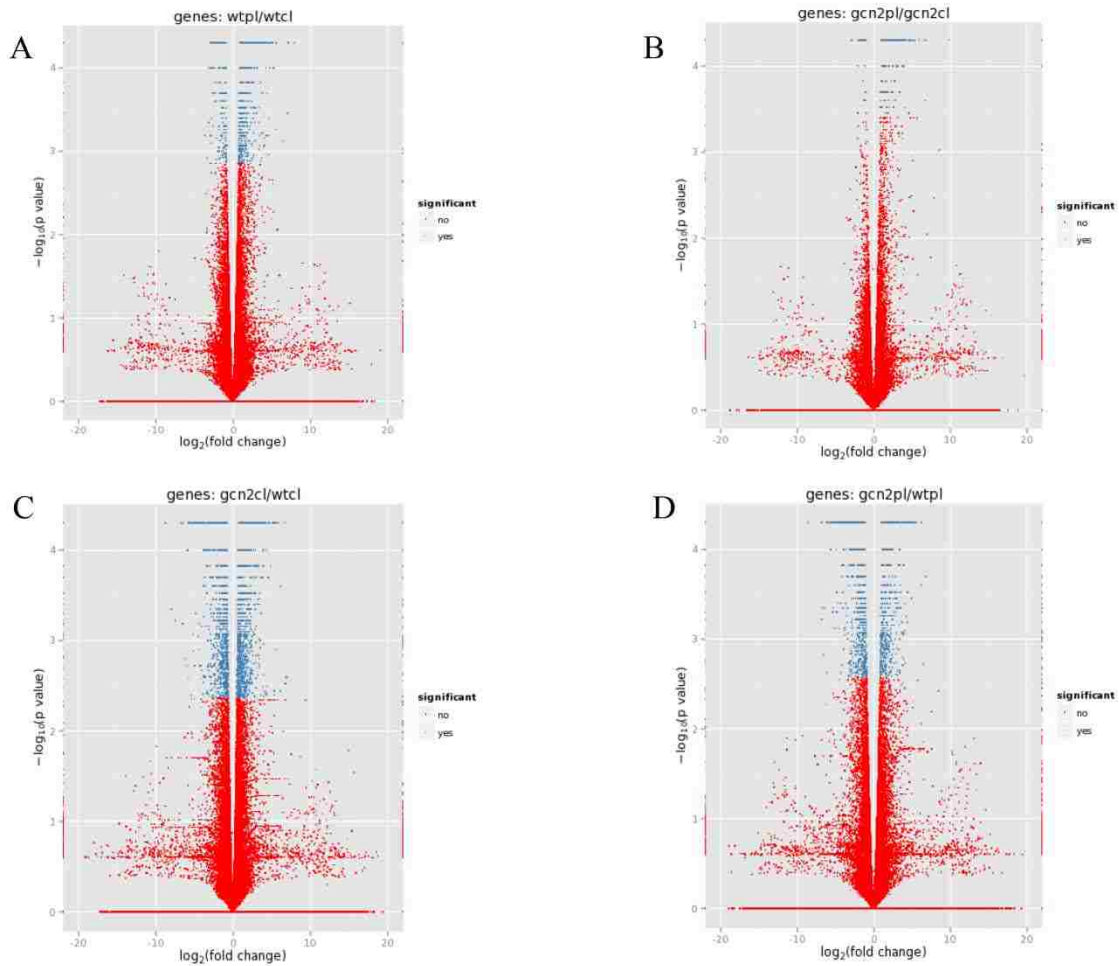 A
genes: wtpl/wtcl
4
3
2
1
0
-20
-10
0
10
20
log2(fold change)
−log10(p value)
significant
no
yes
B
genes: gcn2pl/gcn2cl
4
3
2
1
0
-20
-10
0
10
20
log2(fold change)
−log10(p value)
significant
no
yes
C
genes: gcn2cl/wtcl
4
3
2
1
0
-20
-10
0
10
20
log2(fold change)
−log10(p value)
significant
no
yes
D
genes: gcn2pl/wtpl
4
3
2
1
0
-20
-10
0
10
20
log2(fold change)
−log10(p value)
significant
no
yes